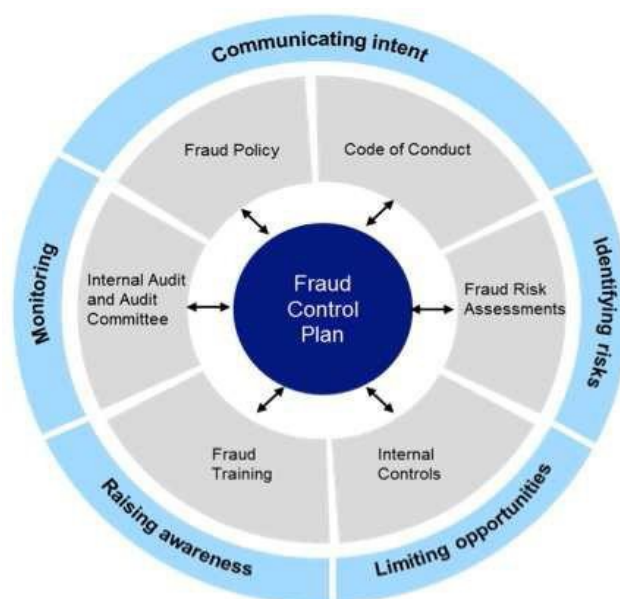 Communicating intent
Fraud Policy
Code of Conduct
Monitoring
Internal Audit
and Audit
Committee
Fraud
Control
Plan
Fraud Risk
Assessments
Identifying risks
Fraud
Training
Internal
Controls
Raising awareness
Limiting opportunities